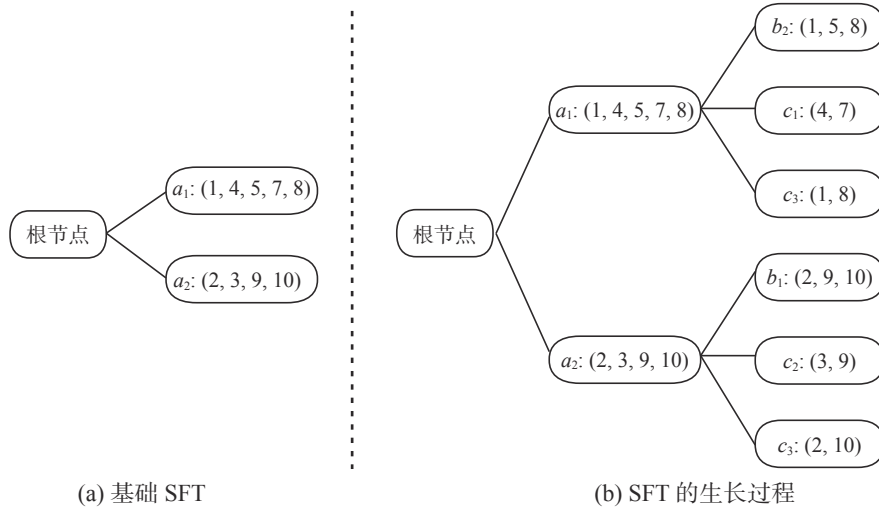 根节点
a₁: (1, 4, 5, 7, 8)
a₂: (2, 3, 9, 10)
(a) 基础 SFT
根节点
a₁: (1, 4, 5, 7, 8)
b₂: (1, 5, 8)
c₁: (4, 7)
c₃: (1, 8)
a₂: (2, 3, 9, 10)
b₁: (2, 9, 10)
c₂: (3, 9)
c₃: (2, 10)
(b) SFT 的生长过程